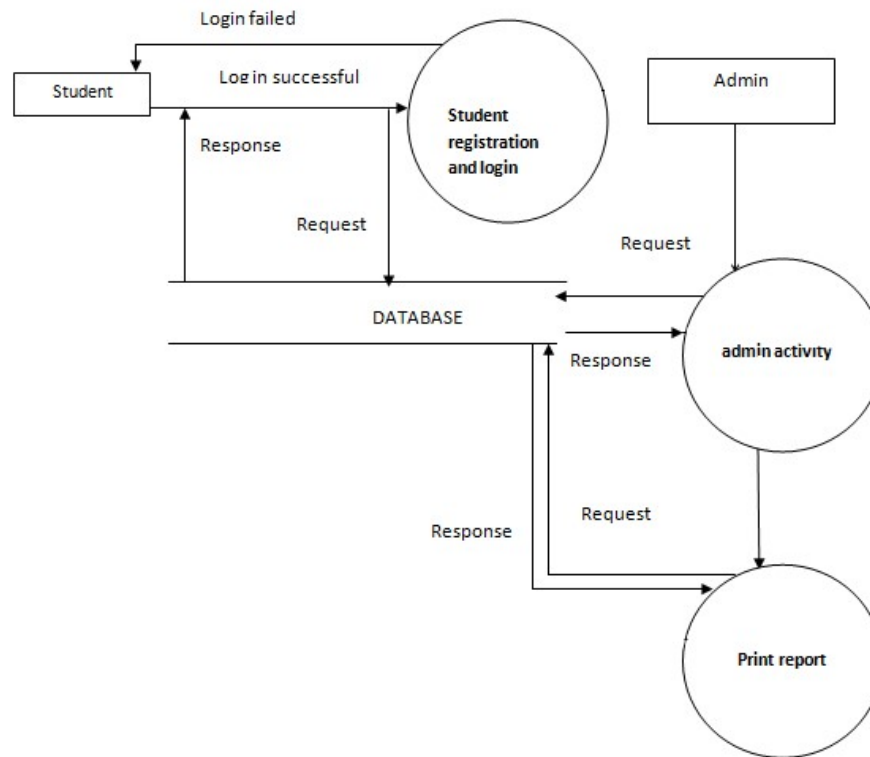 Login failed
Student
Log in successful
Student
registration
and login
Admin
Response
Request
Request
DATABASE
Response
admin activity
Response
Request
Print report